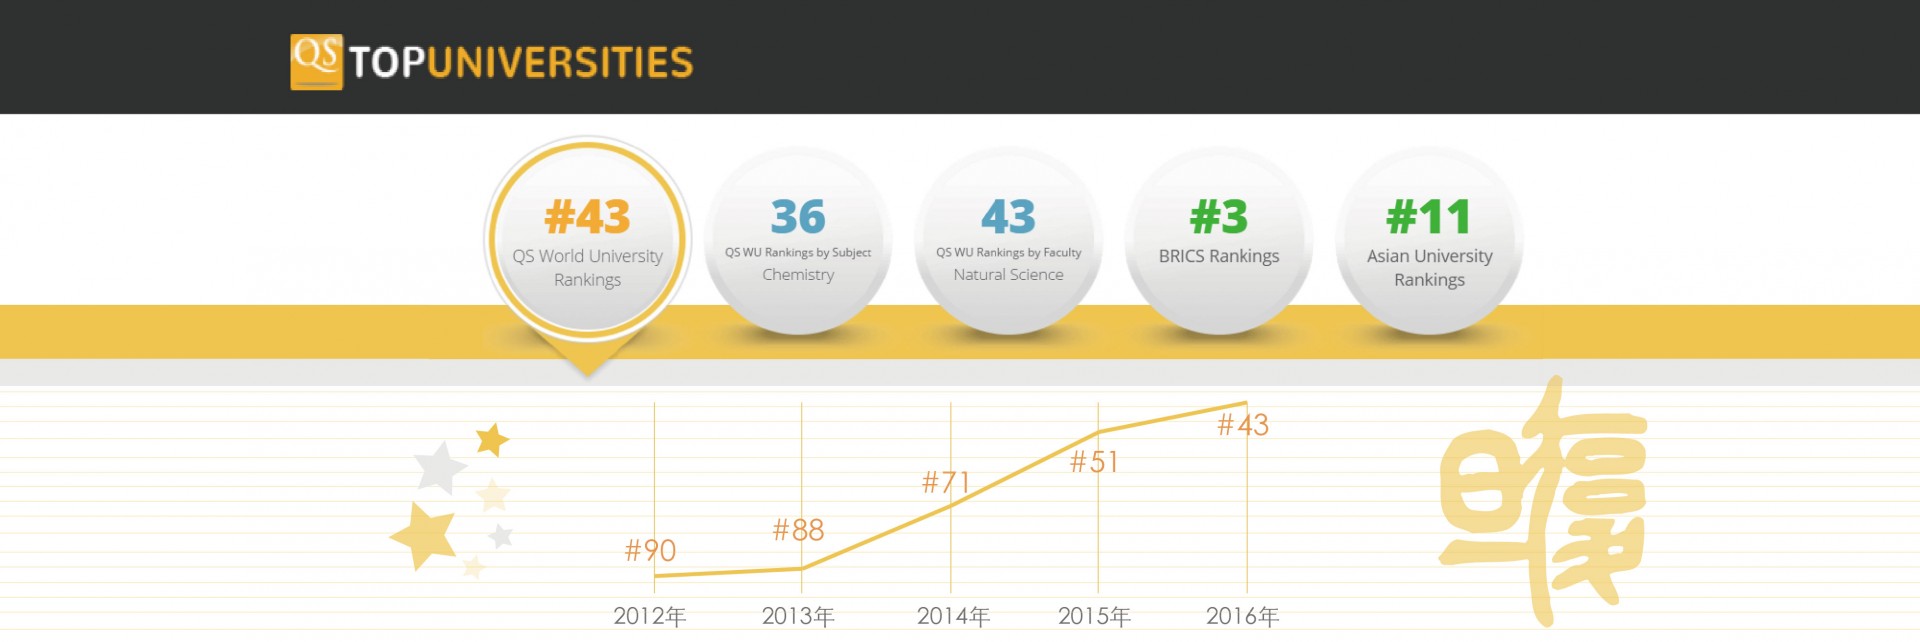 QS TOPUNIVERSITIES
#43
QS World University
Rankings
36
QS WU Rankings by Subject
Chemistry
43
QS WU Rankings by Faculty
Natural Science
#3
BRICS Rankings
#11
Asian University
Rankings
#90
#88
#71
#51
#43
2012年
2013年
2014年
2015年
2016年